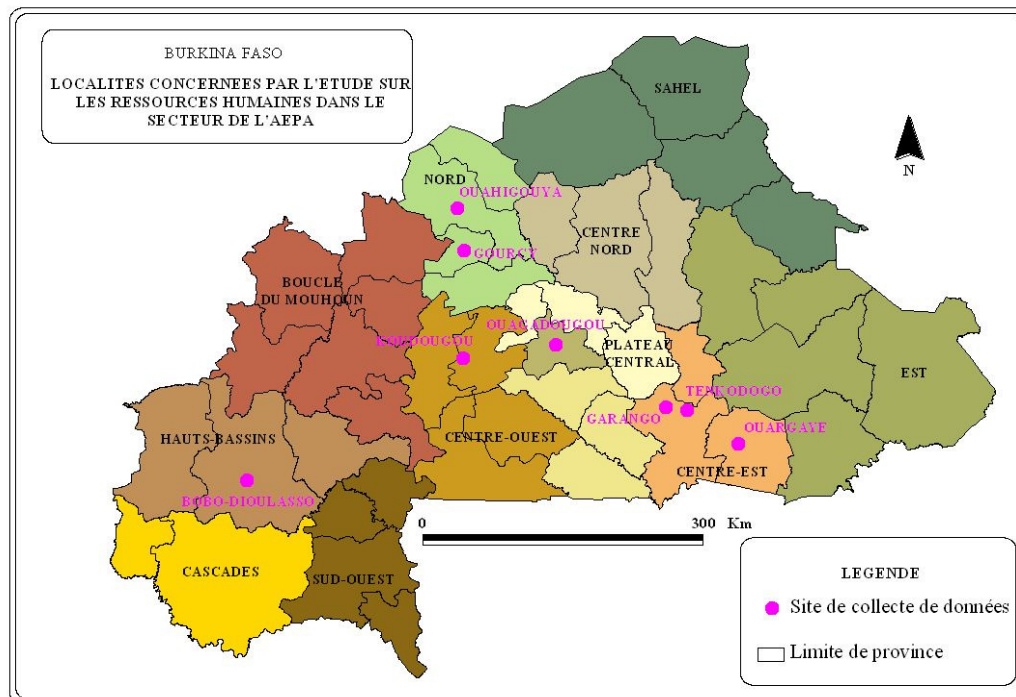 BURKINA FASO
LOCALITES CONCERNEES PAR L'ETUDE SUR
LES RESSOURCES HUMAINES DANS LE
SECTEUR DE L'AEPA
SAHEL
N
NORD
OUAHIGOUYA
CENTRE
NORD
GOURCY
BOUCLE
DU MOUHOUN
OUAGADOUGOU
KOUDOUGOU
PLATEAU
CENTRAL
EST
TENKODOGO
GARANGO
OUARGAYE
HAUTS-BASSINS
CENTRE-OUEST
CENTRE-EST
BOBO-DIOULASSO
0
300 Km
CASCADES
SUD-OUEST
LEGENDE
Site de collecte de données
Limite de province